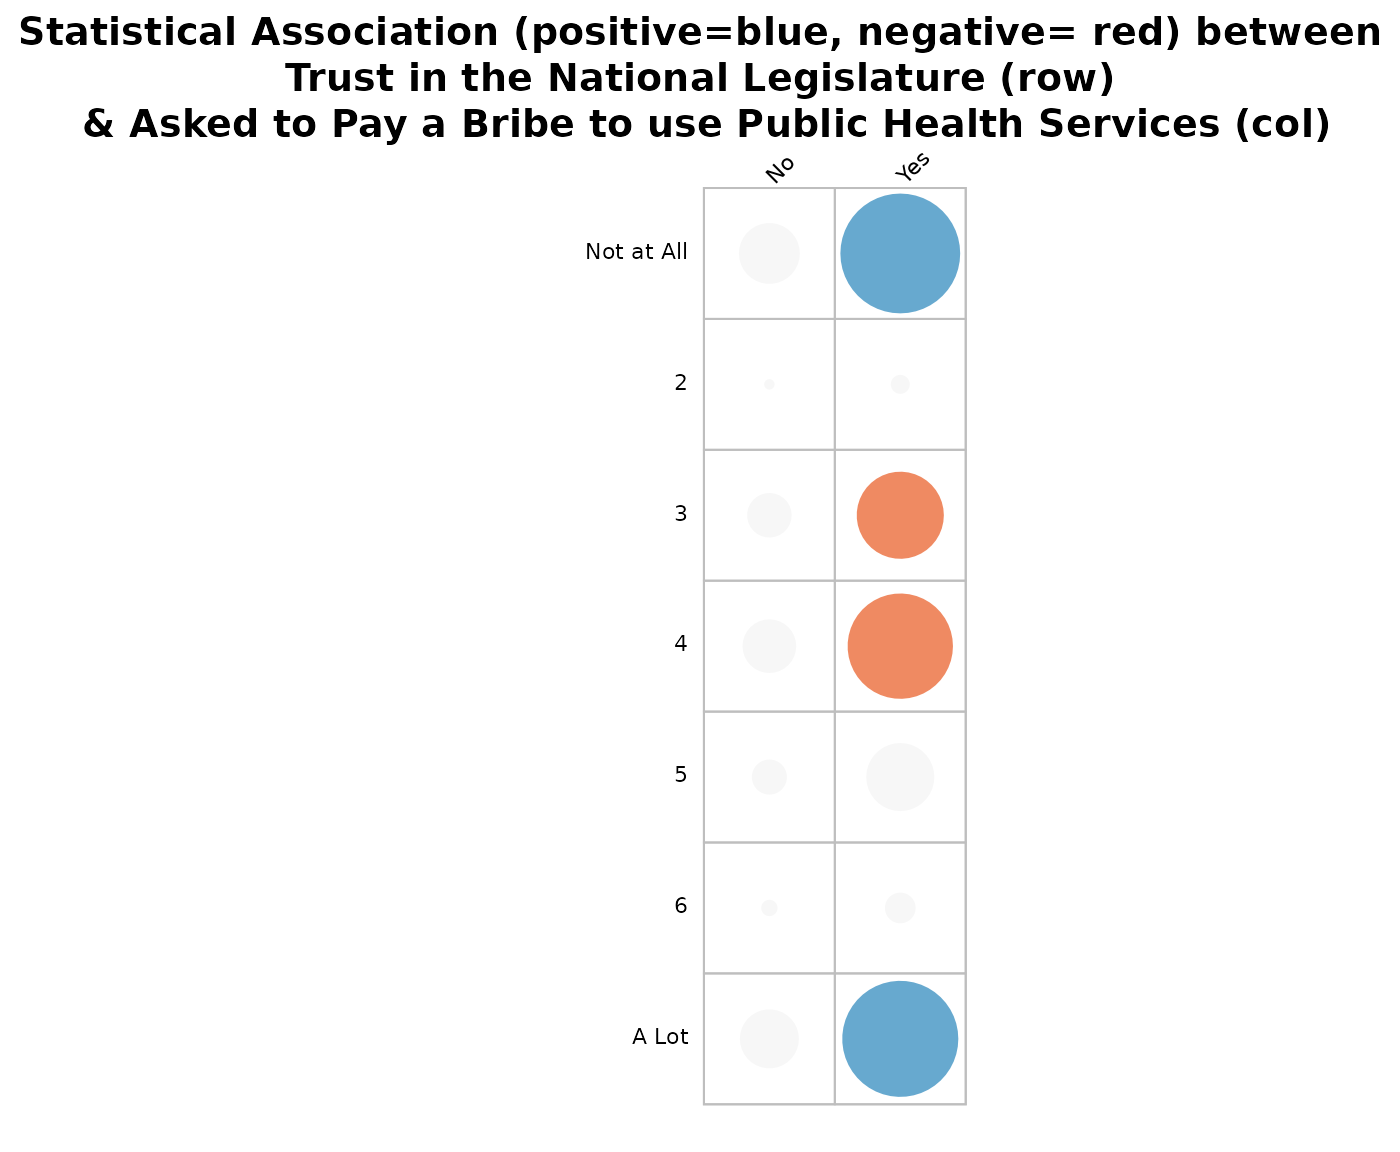 Statistical Association (positive=blue, negative= red) between
Trust in the National Legislature (row)
& Asked to Pay a Bribe to use Public Health Services (col)
No Yes
Not at All
2
3
4
5
6
A Lot